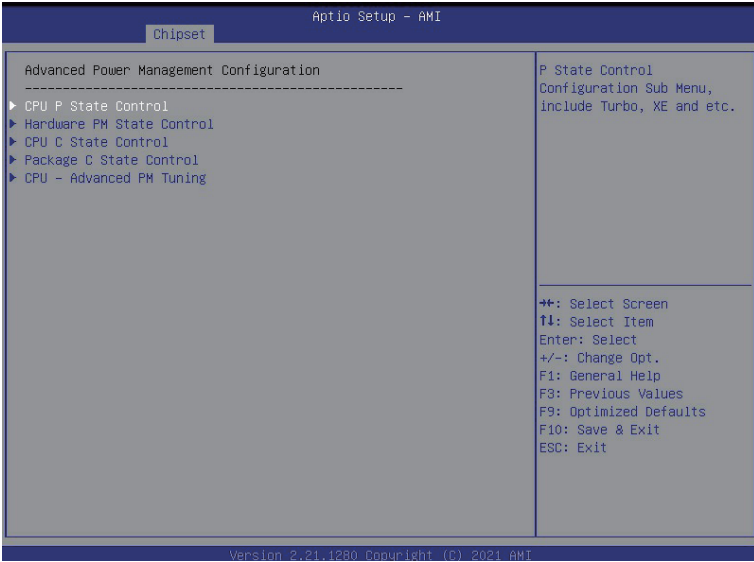 Aptio Setup – AMI
Chipset
Advanced Power Management Configuration
--------------------------------------------------
▶ CPU P State Control
▶ Hardware PM State Control
▶ CPU C State Control
▶ Package C State Control
▶ CPU – Advanced PM Tuning
P State Control
Configuration Sub Menu,
include Turbo, XE and etc.
→←: Select Screen
↑↓: Select Item
Enter: Select
+/-: Change Opt.
F1: General Help
F3: Previous Values
F9: Optimized Defaults
F10: Save & Exit
ESC: Exit
Version 2.21.1280 Copyright (C) 2021 AMI